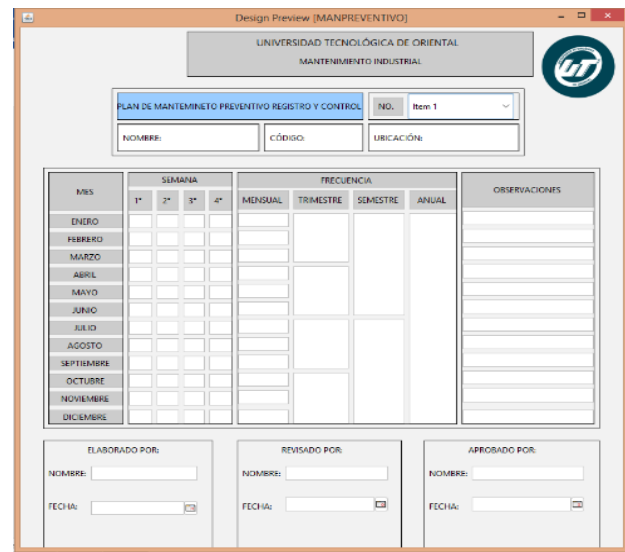 Design Preview [MANPREVENTIVO]
UNIVERSIDAD TECNOLÓGICA DE ORIENTAL
MANTENIMIENTO INDUSTRIAL
UT
PLAN DE MANTEMINETO PREVENTIVO REGISTRO Y CONTROL NO. Item 1
NOMBRE: CÓDIGO: UBICACIÓN:
MES SEMANA FRECUENCIA OBSERVACIONES
1° 2° 3° 4° MENSUAL TRIMESTRE SEMESTRE ANUAL
ENERO
FEBRERO
MARZO
ABRIL
MAYO
JUNIO
JULIO
AGOSTO
SEPTIEMBRE
OCTUBRE
NOVIEMBRE
DICIEMBRE
ELABORADO POR: REVISADO POR: APROBADO POR:
NOMBRE: NOMBRE: NOMBRE:
FECHA: FECHA: FECHA: